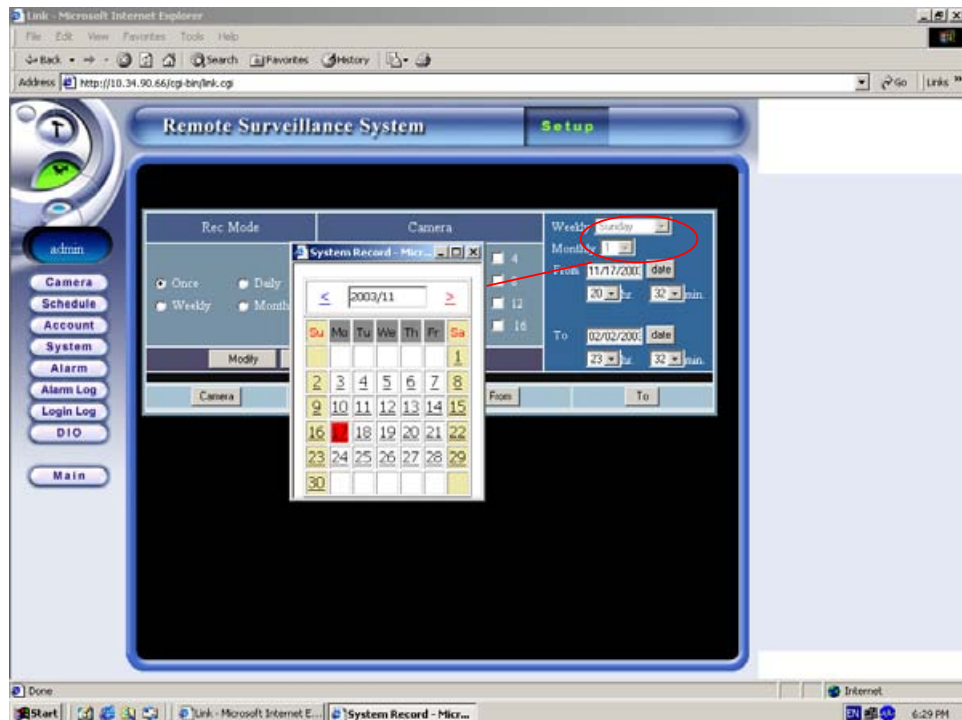 Link - Microsoft Internet Explorer
File Edit View Favorites Tools Help
Back Search Favorites History
Address http://10.34.90.66/cgi-bin/link.cgi Go Links »
Remote Surveillance System Setup
admin
Camera
Schedule
Account
System
Alarm
Alarm Log
Login Log
DIO
Main
Rec Mode Camera
Once Daily
Weekly Month
4
12
16
Modify
Camera From To
Weekly Sunday
Monthly 1
From 11/17/200 date
20 hr. 32 min.
To 02/02/200 date
23 hr. 32 min.
System Record - Micr...
< 2003/11 >
Su Mo Tu We Th Fr Sa
1
2 3 4 5 6 7 8
9 10 11 12 13 14 15
16 17 18 19 20 21 22
23 24 25 26 27 28 29
30
Done Internet
Start Link - Microsoft Internet E... System Record - Micr... EN 6:29 PM